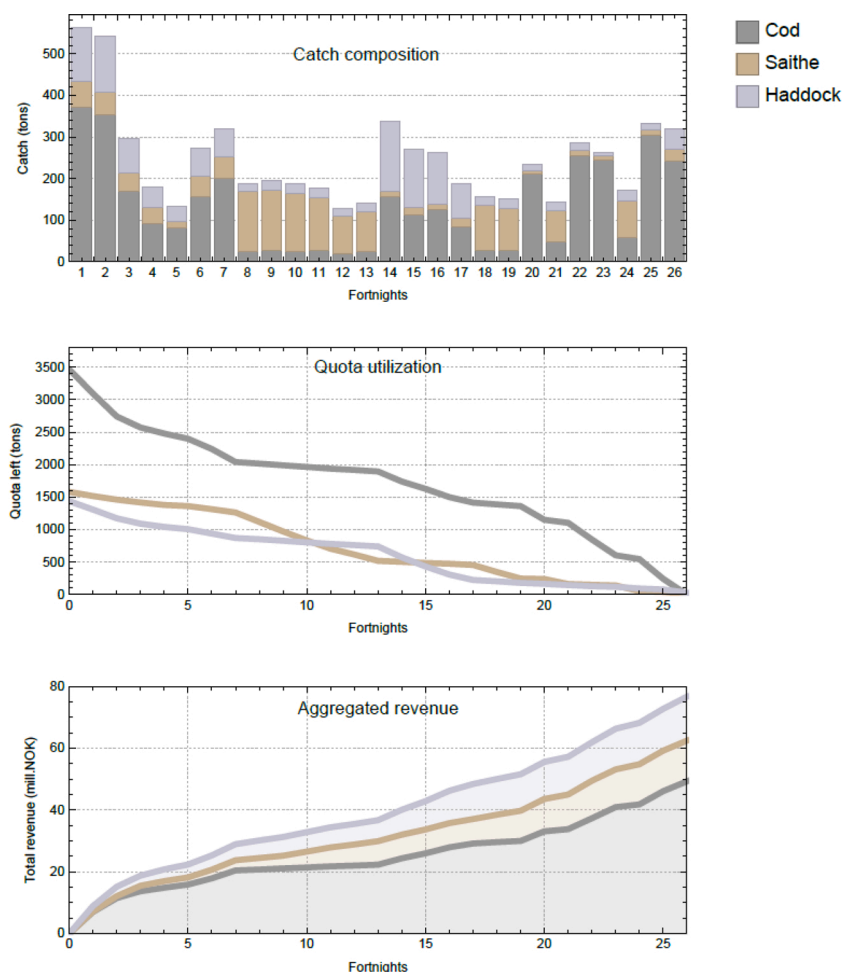 Catch composition
Cod
Saithe
Haddock
Catch (tons)
500
400
300
200
100
0
1 2 3 4 5 6 7 8 9 10 11 12 13 14 15 16 17 18 19 20 21 22 23 24 25 26
Fortnights
Quota utilization
Quota left (tons)
3500
3000
2500
2000
1500
1000
500
0
0 5 10 15 20 25
Fortnights
Aggregated revenue
Total revenue (mill.NOK)
80
60
40
20
0
0 5 10 15 20 25
Fortnights